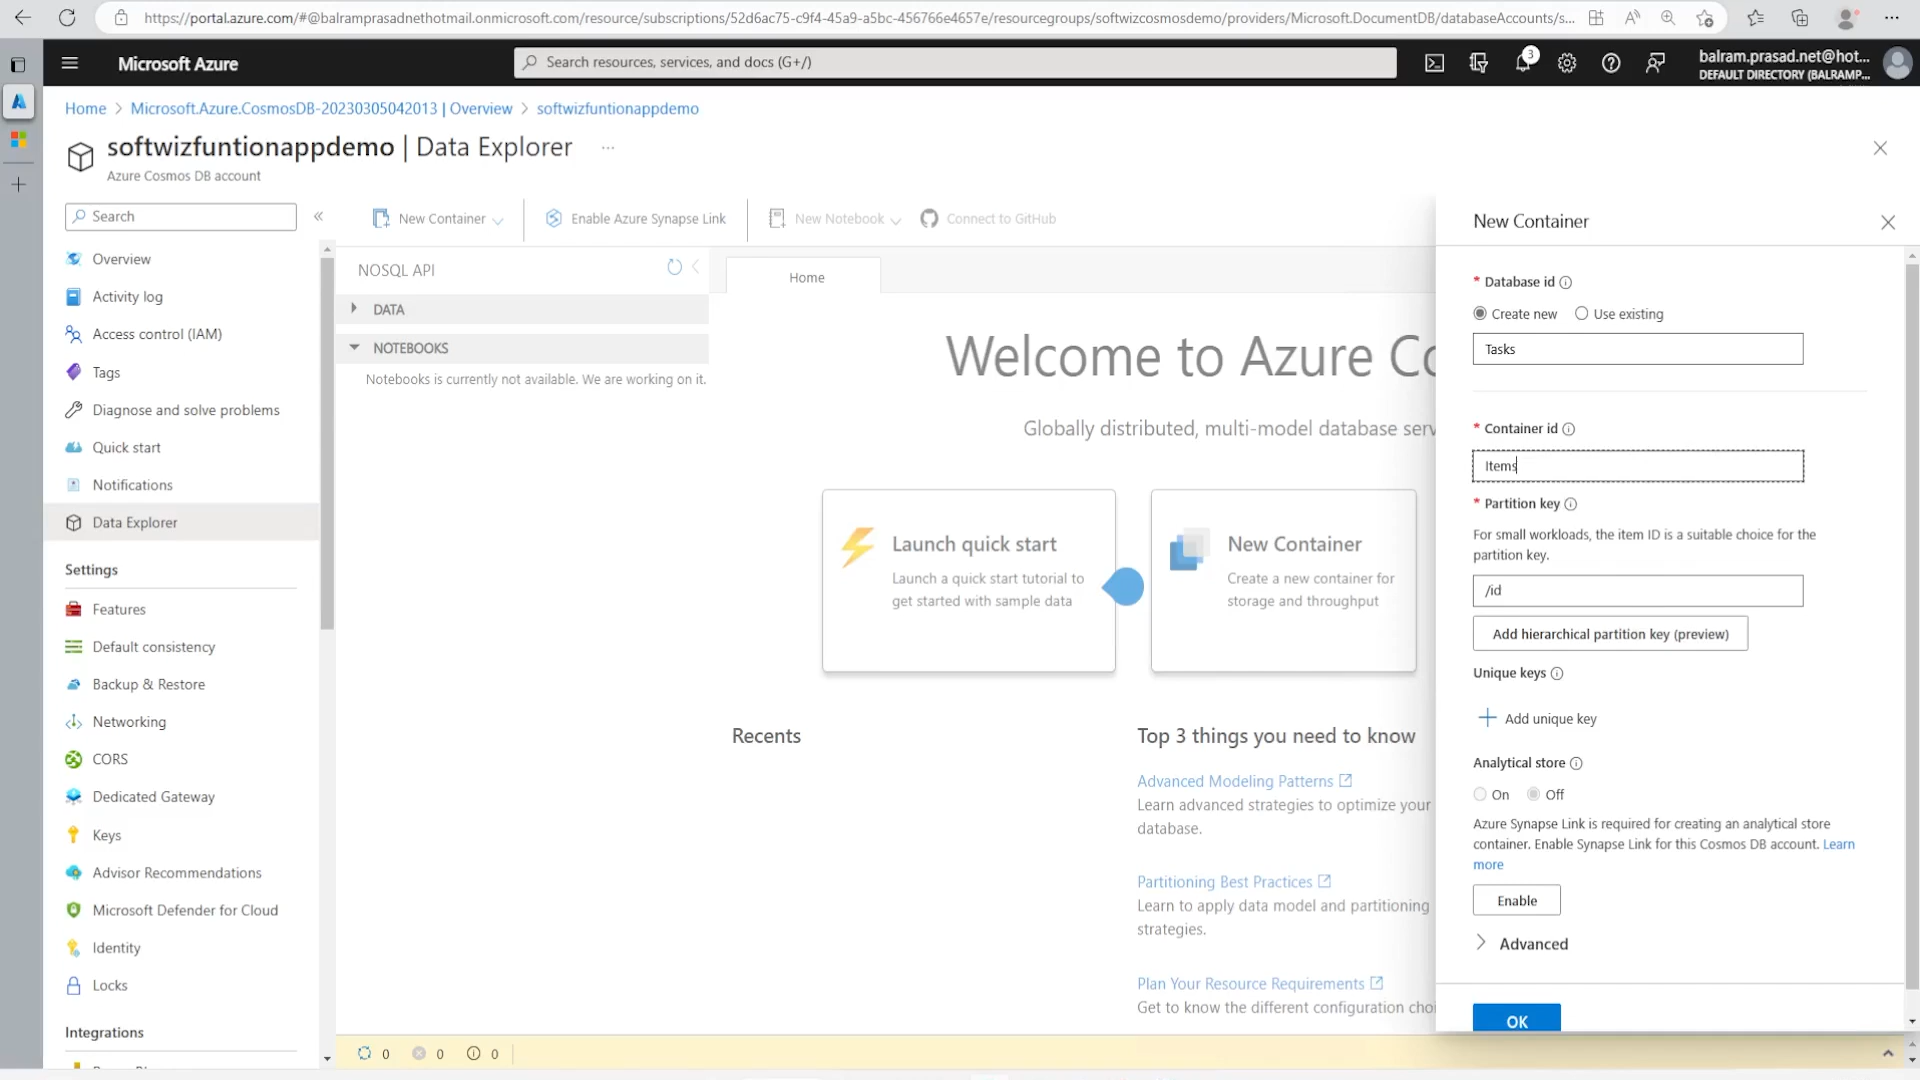 https://portal.azure.com/#@balramprasadnethotmail.onmicrosoft.com/resource/subscriptions/52d6ac75-c9f4-45a9-a5bc-456766e4657e/resourcegroups/softwizcosmosdemo/providers/Microsoft.DocumentDB/databaseAccounts/s...
Microsoft Azure
Search resources, services, and docs (G+/)
3
balram.prasad.net@hot...
DEFAULT DIRECTORY (BALRAMP...
Home > Microsoft.Azure.CosmosDB-20230305042013 | Overview > softwizfuntionappdemo
softwizfuntionappdemo | Data Explorer ...
Azure Cosmos DB account
Search
«
New Container
Enable Azure Synapse Link
New Notebook
Connect to GitHub
Overview
Activity log
Access control (IAM)
Tags
Diagnose and solve problems
Quick start
Notifications
Data Explorer
Settings
Features
Default consistency
Backup & Restore
Networking
CORS
Dedicated Gateway
Keys
Advisor Recommendations
Microsoft Defender for Cloud
Identity
Locks
Integrations
NOSQL API
DATA
NOTEBOOKS
Notebooks is currently not available. We are working on it.
Home
Welcome to Azure Co
Globally distributed, multi-model database serv
Launch quick start
Launch a quick start tutorial to
get started with sample data
New Container
Create a new container for
storage and throughput
Recents
Top 3 things you need to know
Advanced Modeling Patterns
Learn advanced strategies to optimize your
database.
Partitioning Best Practices
Learn to apply data model and partitioning
strategies.
Plan Your Resource Requirements
Get to know the different configuration choi
0 0 0
New Container
* Database id
Create new Use existing
Tasks
* Container id
Items
* Partition key
For small workloads, the item ID is a suitable choice for the
partition key.
/id
Add hierarchical partition key (preview)
Unique keys
Add unique key
Analytical store
On Off
Azure Synapse Link is required for creating an analytical store
container. Enable Synapse Link for this Cosmos DB account. Learn
more
Enable
Advanced
OK